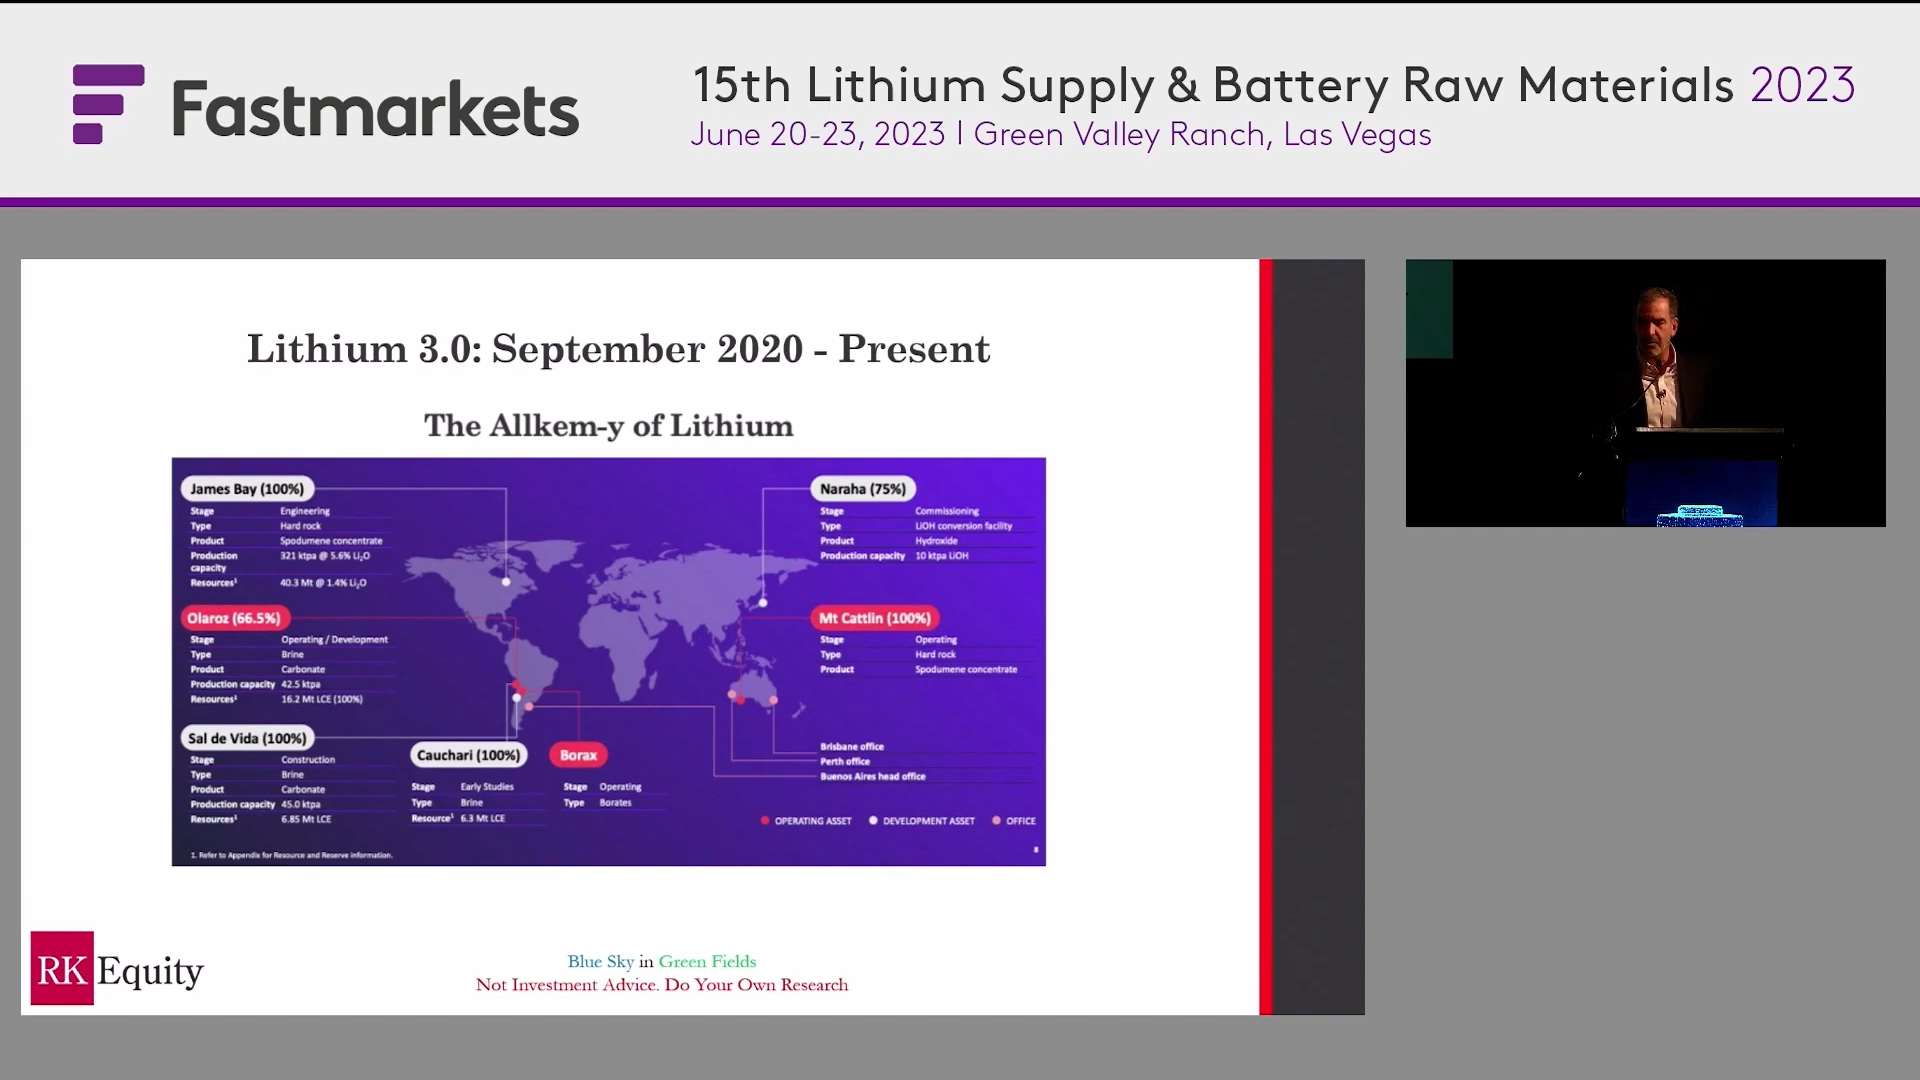 Fastmarkets
15th Lithium Supply & Battery Raw Materials 2023
June 20-23, 2023 | Green Valley Ranch, Las Vegas
Lithium 3.0: September 2020 - Present
The Allkem-y of Lithium
James Bay (100%)
Stage Engineering
Type Hard rock
Product Spodumene concentrate
Production capacity 321 ktpa @ 5.6% Li₂O
Resources¹ 40.3 Mt @ 1.4% Li₂O
Olaroz (66.5%)
Stage Operating / Development
Type Brine
Product Carbonate
Production capacity 42.5 ktpa
Resources¹ 16.2 Mt LCE (100%)
Sal de Vida (100%)
Stage Construction
Type Brine
Product Carbonate
Production capacity 45.0 ktpa
Resources¹ 6.85 Mt LCE
Cauchari (100%)
Stage Early Studies
Type Brine
Resource¹ 6.3 Mt LCE
Borax
Stage Operating
Type Borates
Naraha (75%)
Stage Commissioning
Type LiOH conversion facility
Product Hydroxide
Production capacity 10 ktpa LiOH
Mt Cattlin (100%)
Stage Operating
Type Hard rock
Product Spodumene concentrate
Brisbane office
Perth office
Buenos Aires head office
OPERATING ASSET DEVELOPMENT ASSET OFFICE
1. Refer to Appendix for Resource and Reserve information.
8
RK Equity
Blue Sky in Green Fields
Not Investment Advice. Do Your Own Research